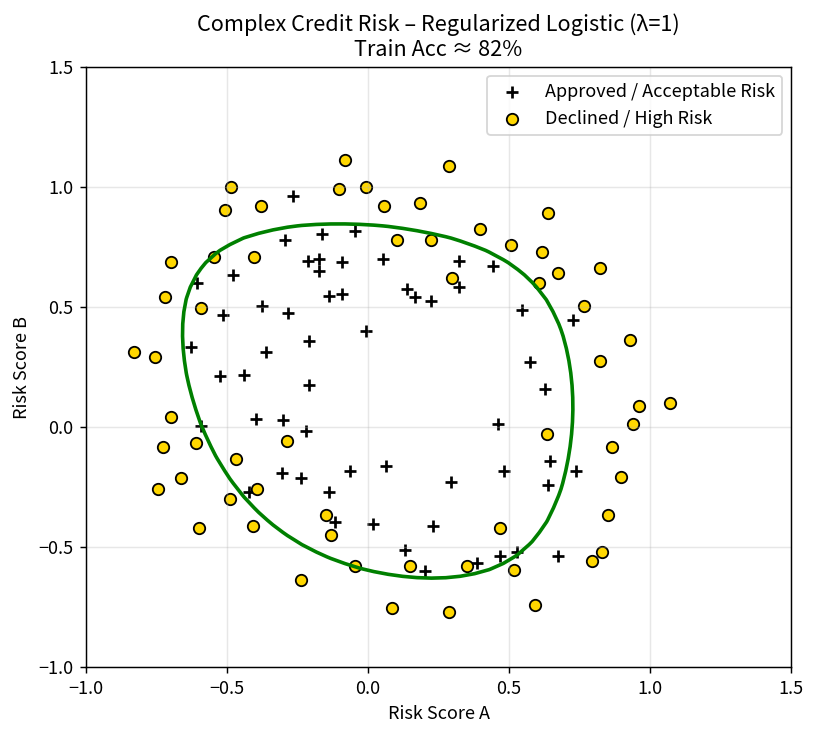 Complex Credit Risk – Regularized Logistic (λ=1)
Train Acc ≈ 82%
Approved / Acceptable Risk
Declined / High Risk
Risk Score B
1.5
1.0
0.5
0.0
−0.5
−1.0
−1.0 −0.5 0.0 0.5 1.0 1.5
Risk Score A